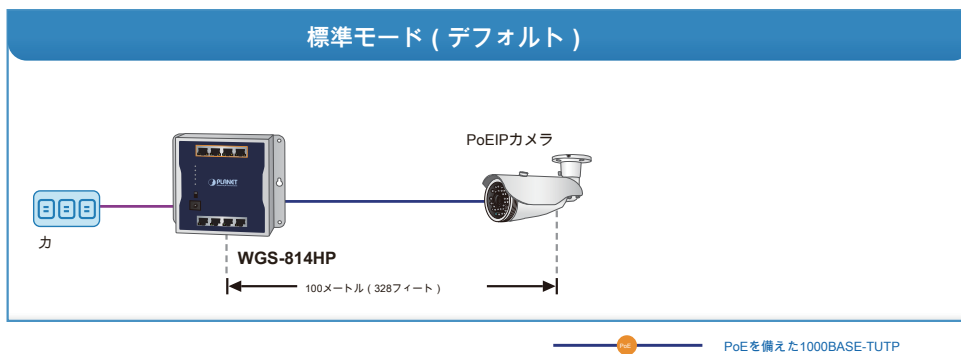 標準モード ( デフォルト )
PoEIPカメラ
PLANET
力
WGS-814HP
100メートル ( 328フィート )
PoE
PoEを備えた1000BASE-TUTP